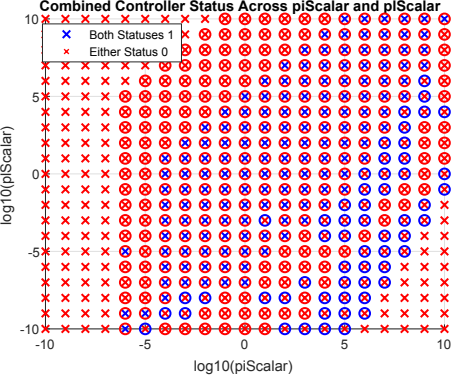 Combined Controller Status Across piScalar and pIScalar
Both Statuses 1
Either Status 0
10
5
0
-5
-10
-10
-5
0
5
10
log10(piScalar)
log10(pIScalar)